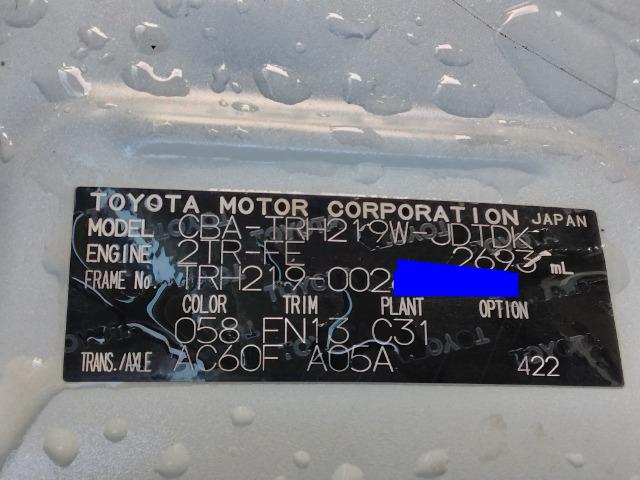 TOYOTA MOTOR CORPORATION JAPAN
MODEL CBA-TRH219W-JDTDK
ENGINE 2TR-FE 2693 mL
FRAME No. TRH219-002
COLOR TRIM PLANT OPTION
058 FN13 C31
TRANS./AXLE AC60F A05A 422